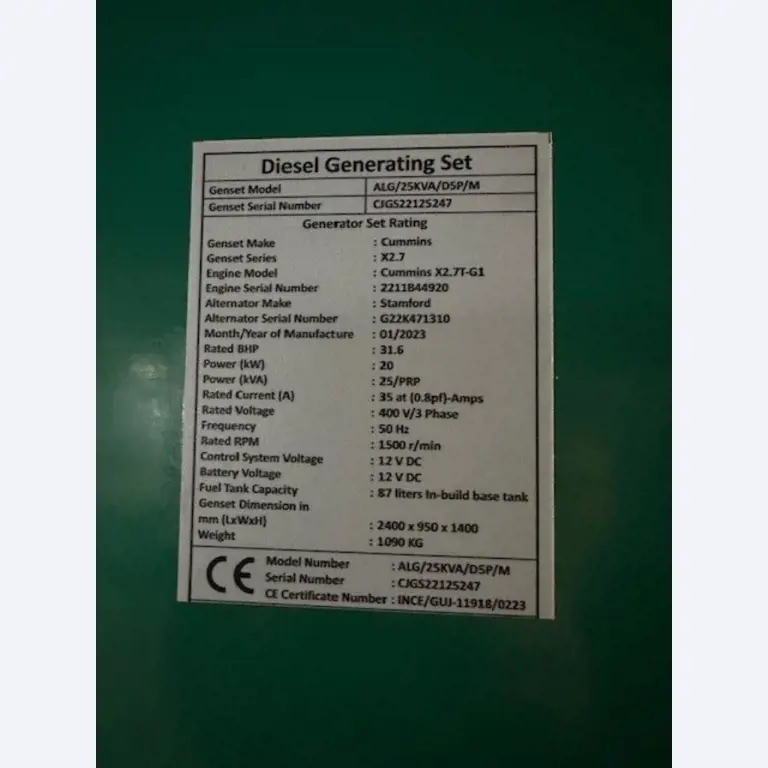 Diesel Generating Set
Genset Model ALG/25KVA/D5P/M
Genset Serial Number CJGS22125247
Generator Set Rating
Genset Make : Cummins
Genset Series : X2.7
Engine Model : Cummins X2.7T-G1
Engine Serial Number : 2211B44920
Alternator Make : Stamford
Alternator Serial Number : G22K471310
Month/Year of Manufacture : 01/2023
Rated BHP : 31.6
Power (kW) : 20
Power (kVA) : 25/PRP
Rated Current (A) : 35 at (0.8pf)-Amps
Rated Voltage : 400 V/3 Phase
Frequency : 50 Hz
Rated RPM : 1500 r/min
Control System Voltage : 12 V DC
Battery Voltage : 12 V DC
Fuel Tank Capacity : 87 liters In-build base tank
Genset Dimension in
mm (LxWxH) : 2400 x 950 x 1400
Weight : 1090 KG
CE
Model Number : ALG/25KVA/D5P/M
Serial Number : CJGS22125247
CE Certificate Number : INCE/GUJ-11918/0223